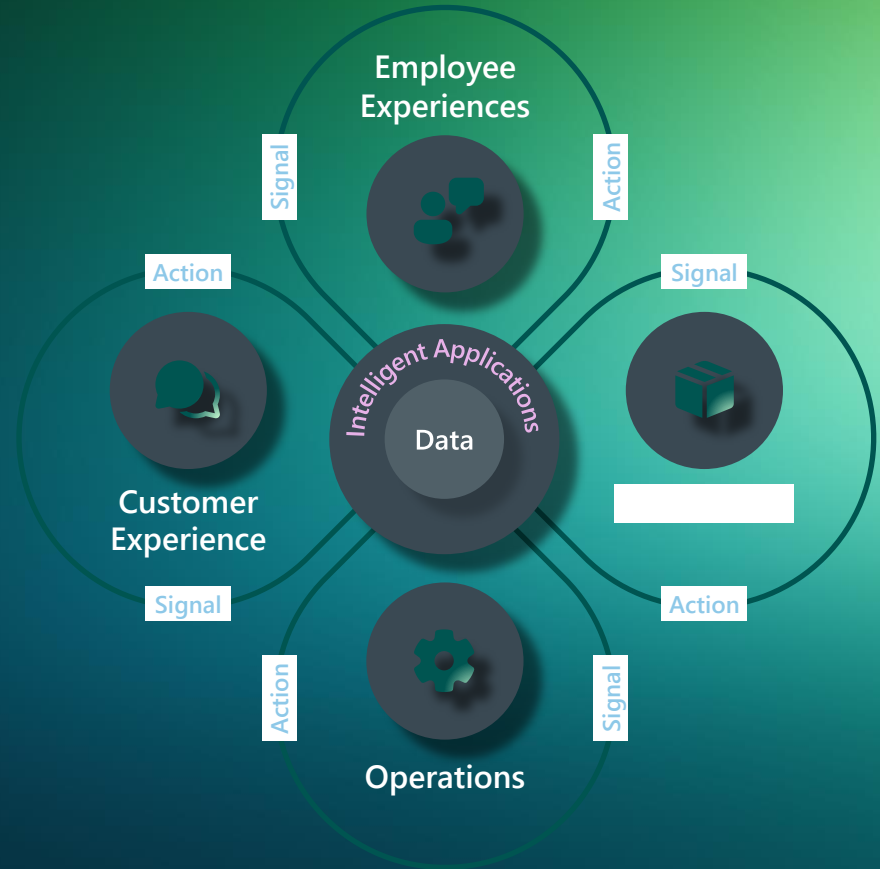 Employee
Experiences
Signal
Action
Action
Signal
Intelligent Applications
Data
Customer
Experience
Signal
Action
Action
Signal
Operations